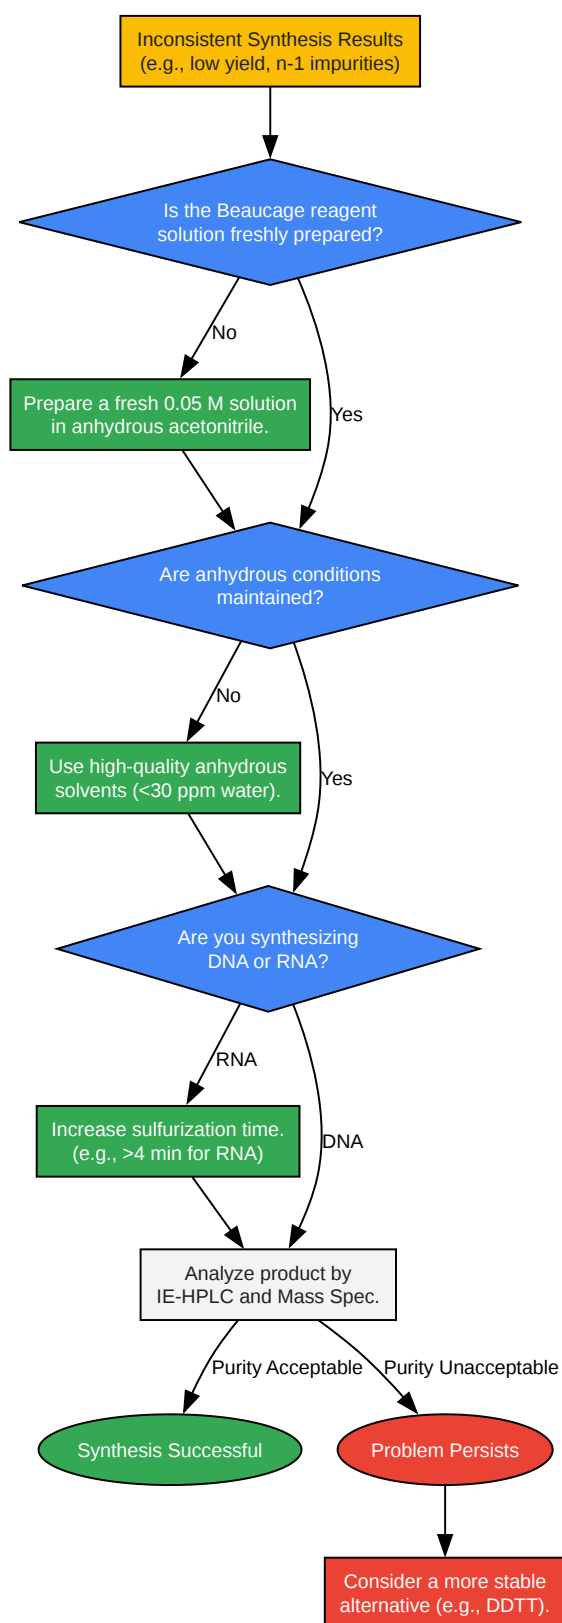 Inconsistent Synthesis Results
(e.g., low yield, n-1 impurities)
Is the Beaucage reagent
solution freshly prepared?
No
Prepare a fresh 0.05 M solution
in anhydrous acetonitrile.
Yes
Are anhydrous conditions
maintained?
No
Use high-quality anhydrous
solvents (<30 ppm water).
Yes
Are you synthesizing
DNA or RNA?
RNA
Increase sulfurization time.
(e.g., >4 min for RNA)
DNA
Analyze product by
IE-HPLC and Mass Spec.
Purity Acceptable
Purity Unacceptable
Synthesis Successful
Problem Persists
Consider a more stable
alternative (e.g., DDTT).